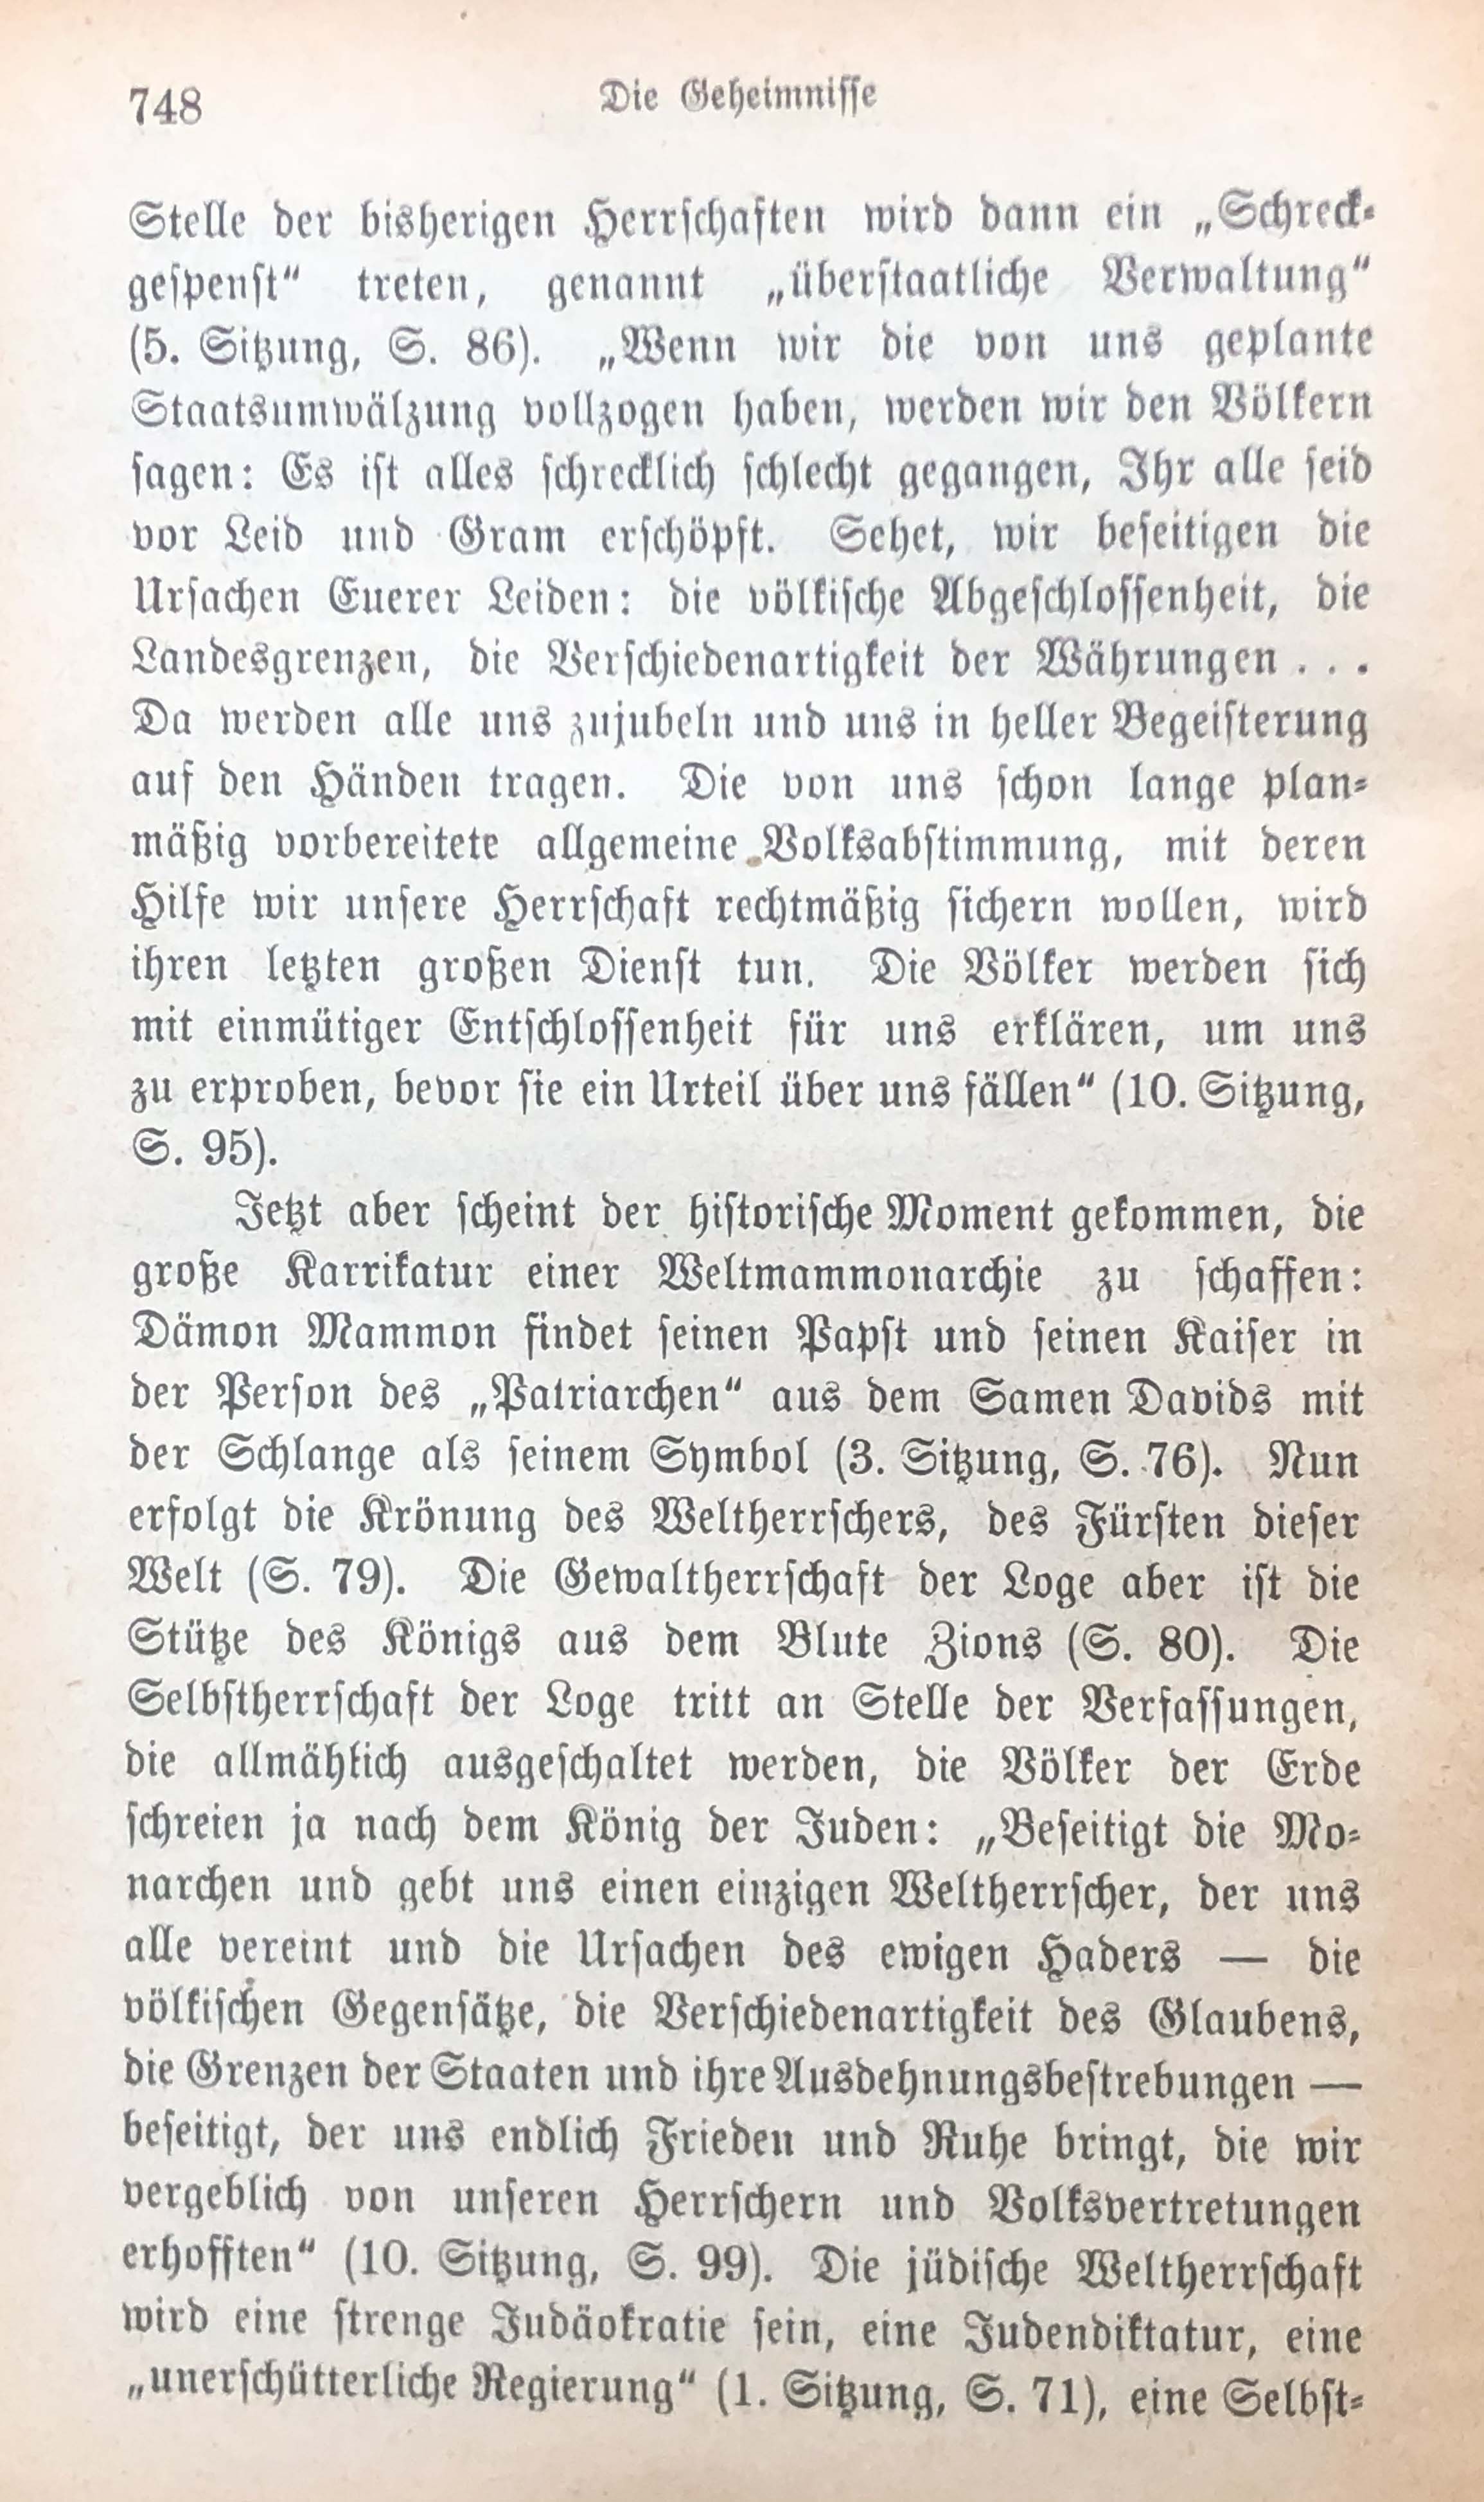 748
Die Geheimnisse
Stelle der bisherigen Herrschaften wird dann ein „Schreck-
gespenst“ treten, genannt „überstaatliche Verwaltung“
(5. Sitzung, S. 86). „Wenn wir die von uns geplante
Staatsumwälzung vollzogen haben, werden wir den Völkern
sagen: Es ist alles schrecklich schlecht gegangen, Ihr alle seid
vor Leid und Gram erschöpft. Sehet, wir beseitigen die
Ursachen Euerer Leiden: die völkische Abgeschlossenheit, die
Landesgrenzen, die Verschiedenartigkeit der Währungen . . .
Da werden alle uns zujubeln und uns in heller Begeisterung
auf den Händen tragen. Die von uns schon lange plan-
mäßig vorbereitete allgemeine Volksabstimmung, mit deren
Hilfe wir unsere Herrschaft rechtmäßig sichern wollen, wird
ihren letzten großen Dienst tun. Die Völker werden sich
mit einmütiger Entschlossenheit für uns erklären, um uns
zu erproben, bevor sie ein Urteil über uns fällen“ (10. Sitzung,
S. 95).
Jetzt aber scheint der historische Moment gekommen, die
große Karrikatur einer Weltmammonarchie zu schaffen:
Dämon Mammon findet seinen Papst und seinen Kaiser in
der Person des „Patriarchen“ aus dem Samen Davids mit
der Schlange als seinem Symbol (3. Sitzung, S. 76). Nun
erfolgt die Krönung des Weltherrschers, des Fürsten dieser
Welt (S. 79). Die Gewaltherrschaft der Loge aber ist die
Stütze des Königs aus dem Blute Zions (S. 80). Die
Selbstherrschaft der Loge tritt an Stelle der Verfassungen,
die allmählich ausgeschaltet werden, die Völker der Erde
schreien ja nach dem König der Juden: „Beseitigt die Mo-
narchen und gebt uns einen einzigen Weltherrscher, der uns
alle vereint und die Ursachen des ewigen Haders — die
völkischen Gegensätze, die Verschiedenartigkeit des Glaubens,
die Grenzen der Staaten und ihre Ausdehnungsbestrebungen —
beseitigt, der uns endlich Frieden und Ruhe bringt, die wir
vergeblich von unseren Herrschern und Volksvertretungen
erhofften“ (10. Sitzung, S. 99). Die jüdische Weltherrschaft
wird eine strenge Judäokratie sein, eine Judendiktatur, eine
„unerschütterliche Regierung“ (1. Sitzung, S. 71), eine Selbst-